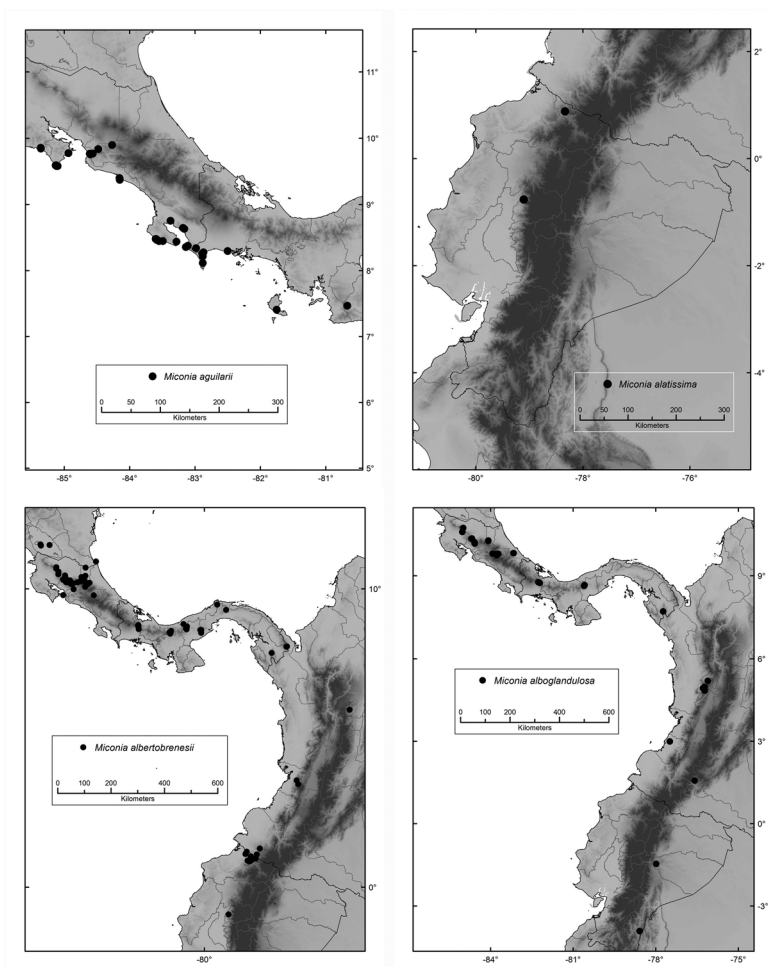 11°
10°
9°
8°
7°
6°
5°
Miconia aguilarii
0 50 100 200 300
Kilometers
-85° -84° -83° -82° -81°
2°
0°
-2°
-4°
Miconia alatissima
0 50 100 200 300
Kilometers
-80° -78° -76°
10°
0°
Miconia albertobrenesii
0 100 200 400 600
Kilometers
-80°
9°
6°
3°
0°
-3°
Miconia alboglandulosa
0 100 200 400 600
Kilometers
-84° -81° -78° -75°